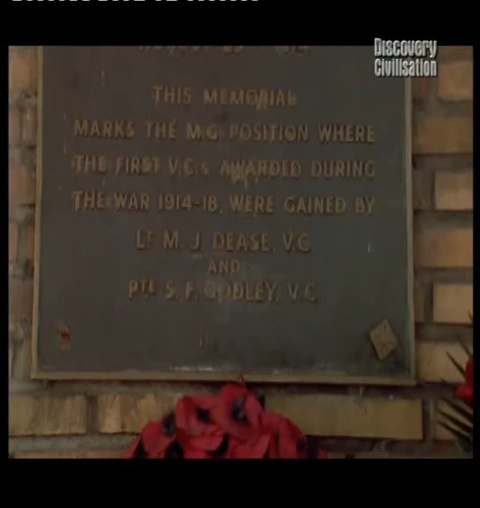 Discovery
Civilisation
THIS MEMORIAL
MARKS THE M.G. POSITION WHERE
THE FIRST V.C.s AWARDED DURING
THE WAR 1914-18, WERE GAINED BY
LT. M. J. DEASE. V.C.
AND
PTE S. F. GODLEY, V.C.